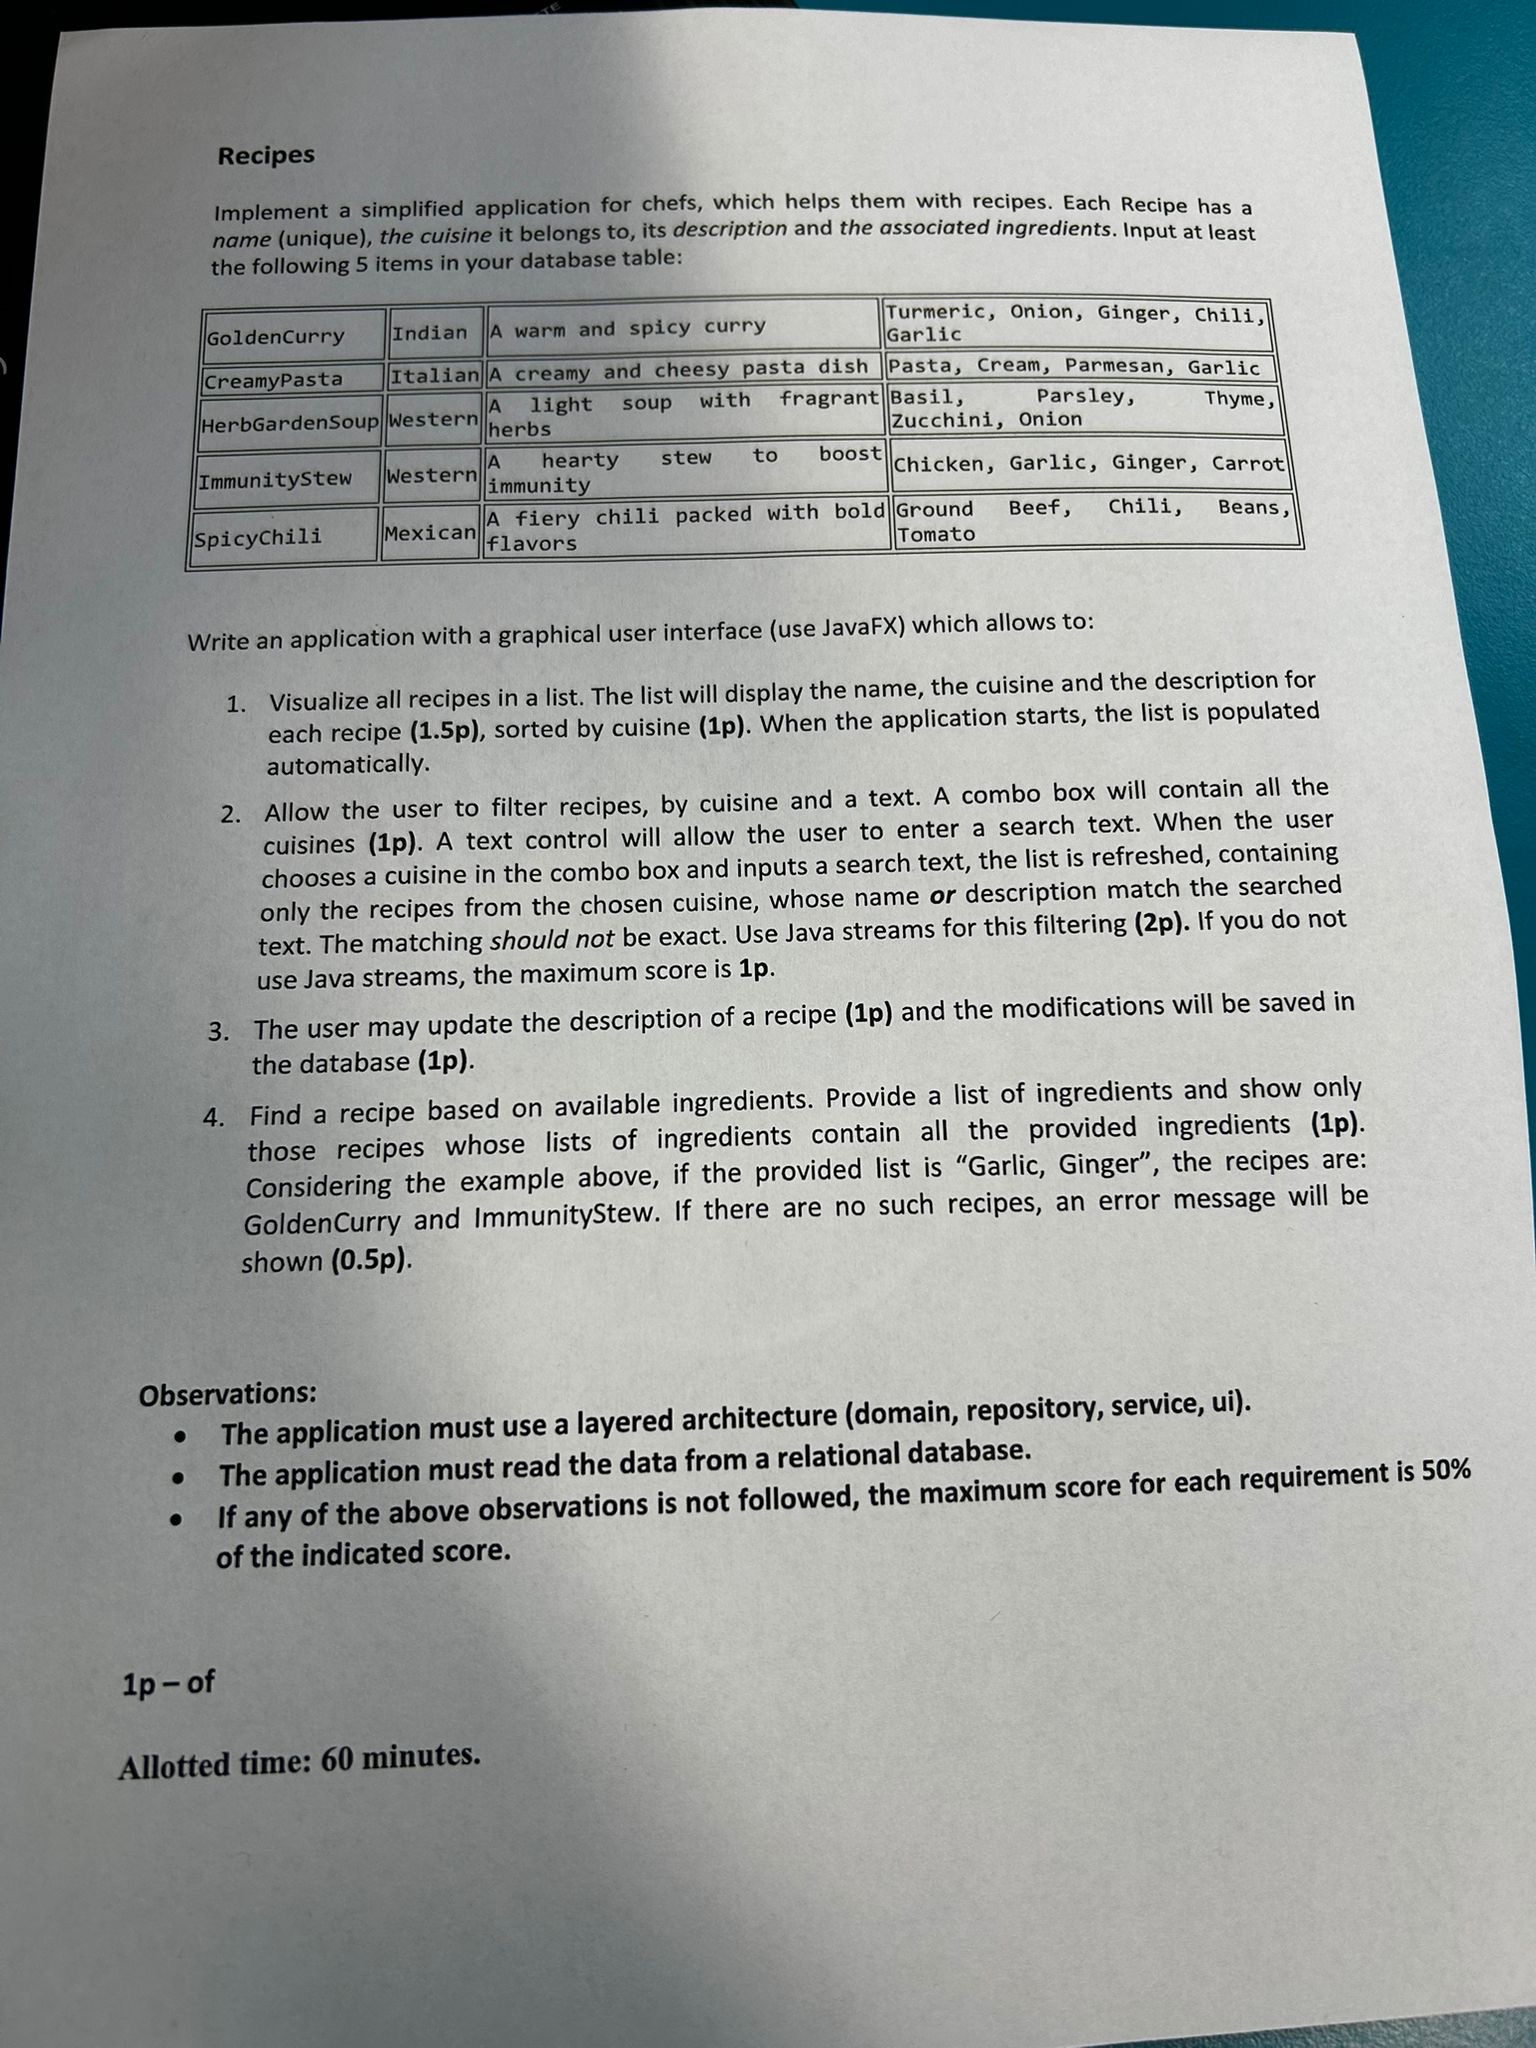 TE
Recipes
Implement a simplified application for chefs, which helps them with recipes. Each Recipe has a
name (unique), the cuisine it belongs to, its description and the associated ingredients. Input at least
the following 5 items in your database table:
GoldenCurry Indian A warm and spicy curry Turmeric, Onion, Ginger, Chili,
Garlic
CreamyPasta Italian A creamy and cheesy pasta dish Pasta, Cream, Parmesan, Garlic
HerbGardenSoup Western A light soup with fragrant
herbs
Basil, Parsley, Thyme,
Zucchini, Onion
ImmunityStew Western A hearty stew to boost
immunity
Chicken, Garlic, Ginger, Carrot
SpicyChili Mexican A fiery chili packed with bold
flavors
Ground Beef, Chili, Beans,
Tomato
Write an application with a graphical user interface (use JavaFX) which allows to:
1. Visualize all recipes in a list. The list will display the name, the cuisine and the description for
each recipe (1.5p), sorted by cuisine (1p). When the application starts, the list is populated
automatically.
2. Allow the user to filter recipes, by cuisine and a text. A combo box will contain all the
cuisines (1p). A text control will allow the user to enter a search text. When the user
chooses a cuisine in the combo box and inputs a search text, the list is refreshed, containing
only the recipes from the chosen cuisine, whose name or description match the searched
text. The matching should not be exact. Use Java streams for this filtering (2p). If you do not
use Java streams, the maximum score is 1p.
3. The user may update the description of a recipe (1p) and the modifications will be saved in
the database (1p).
4. Find a recipe based on available ingredients. Provide a list of ingredients and show only
those recipes whose lists of ingredients contain all the provided ingredients (1p).
Considering the example above, if the provided list is “Garlic, Ginger”, the recipes are:
GoldenCurry and ImmunityStew. If there are no such recipes, an error message will be
shown (0.5p).
Observations:
• The application must use a layered architecture (domain, repository, service, ui).
• The application must read the data from a relational database.
• If any of the above observations is not followed, the maximum score for each requirement is 50%
of the indicated score.
1p – of
Allotted time: 60 minutes.